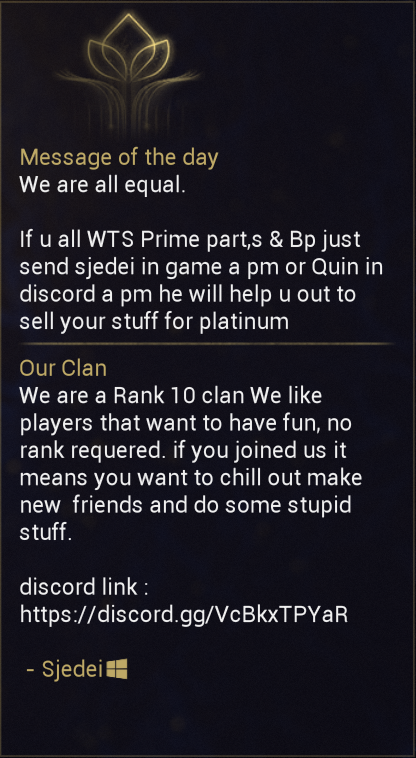 Message of the day
We are all equal.
If u all WTS Prime part,s & Bp just
send sjedei in game a pm or Quin in
discord a pm he will help u out to
sell your stuff for platinum
Our Clan
We are a Rank 10 clan We like
players that want to have fun, no
rank requered. if you joined us it
means you want to chill out make
new  friends and do some stupid
stuff.
discord link :
https://discord.gg/VcBkxTPYaR
- Sjedei